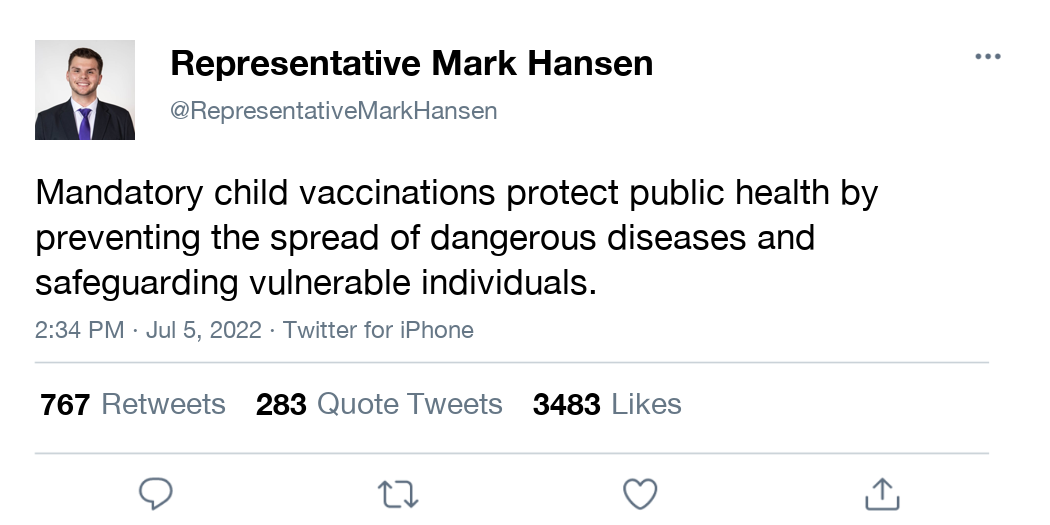 Representative Mark Hansen
@RepresentativeMarkHansen
Mandatory child vaccinations protect public health by
preventing the spread of dangerous diseases and
safeguarding vulnerable individuals.
2:34 PM · Jul 5, 2022 · Twitter for iPhone
767 Retweets 283 Quote Tweets 3483 Likes